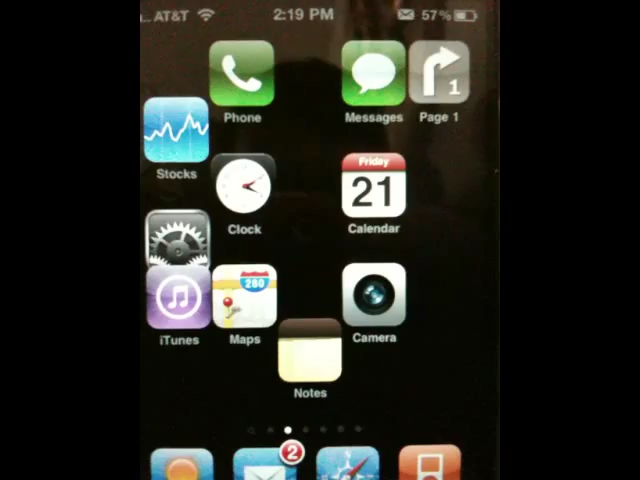 AT&T 2:19 PM 57%
Phone Messages 1 Page 1
Stocks
Friday
21
Clock Calendar
280
iTunes Maps Camera
Notes
2